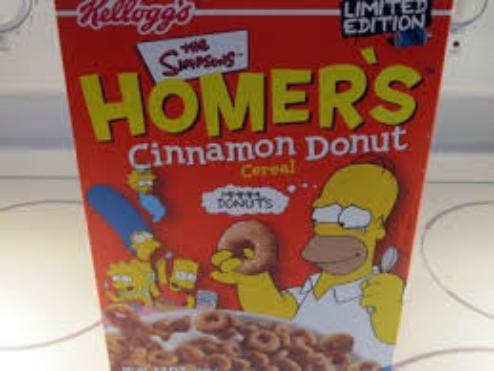 Kellogg's
LIMITED
EDITION
THE
SIMPSONS
HOMER'S
Cinnamon Donut
Cereal
DONUTS